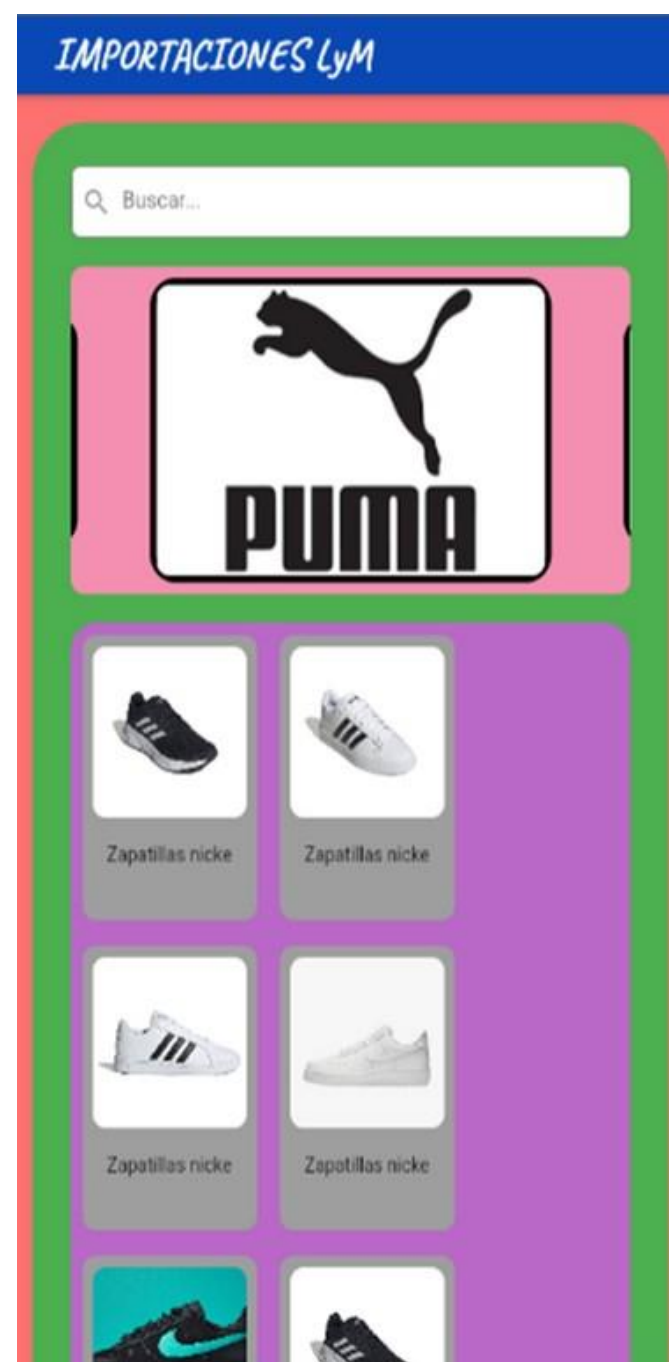 IMPORTACIONES LyM
Buscar...
PUMA
Zapatillas nicke
Zapatillas nicke
Zapatillas nicke
Zapatillas nicke